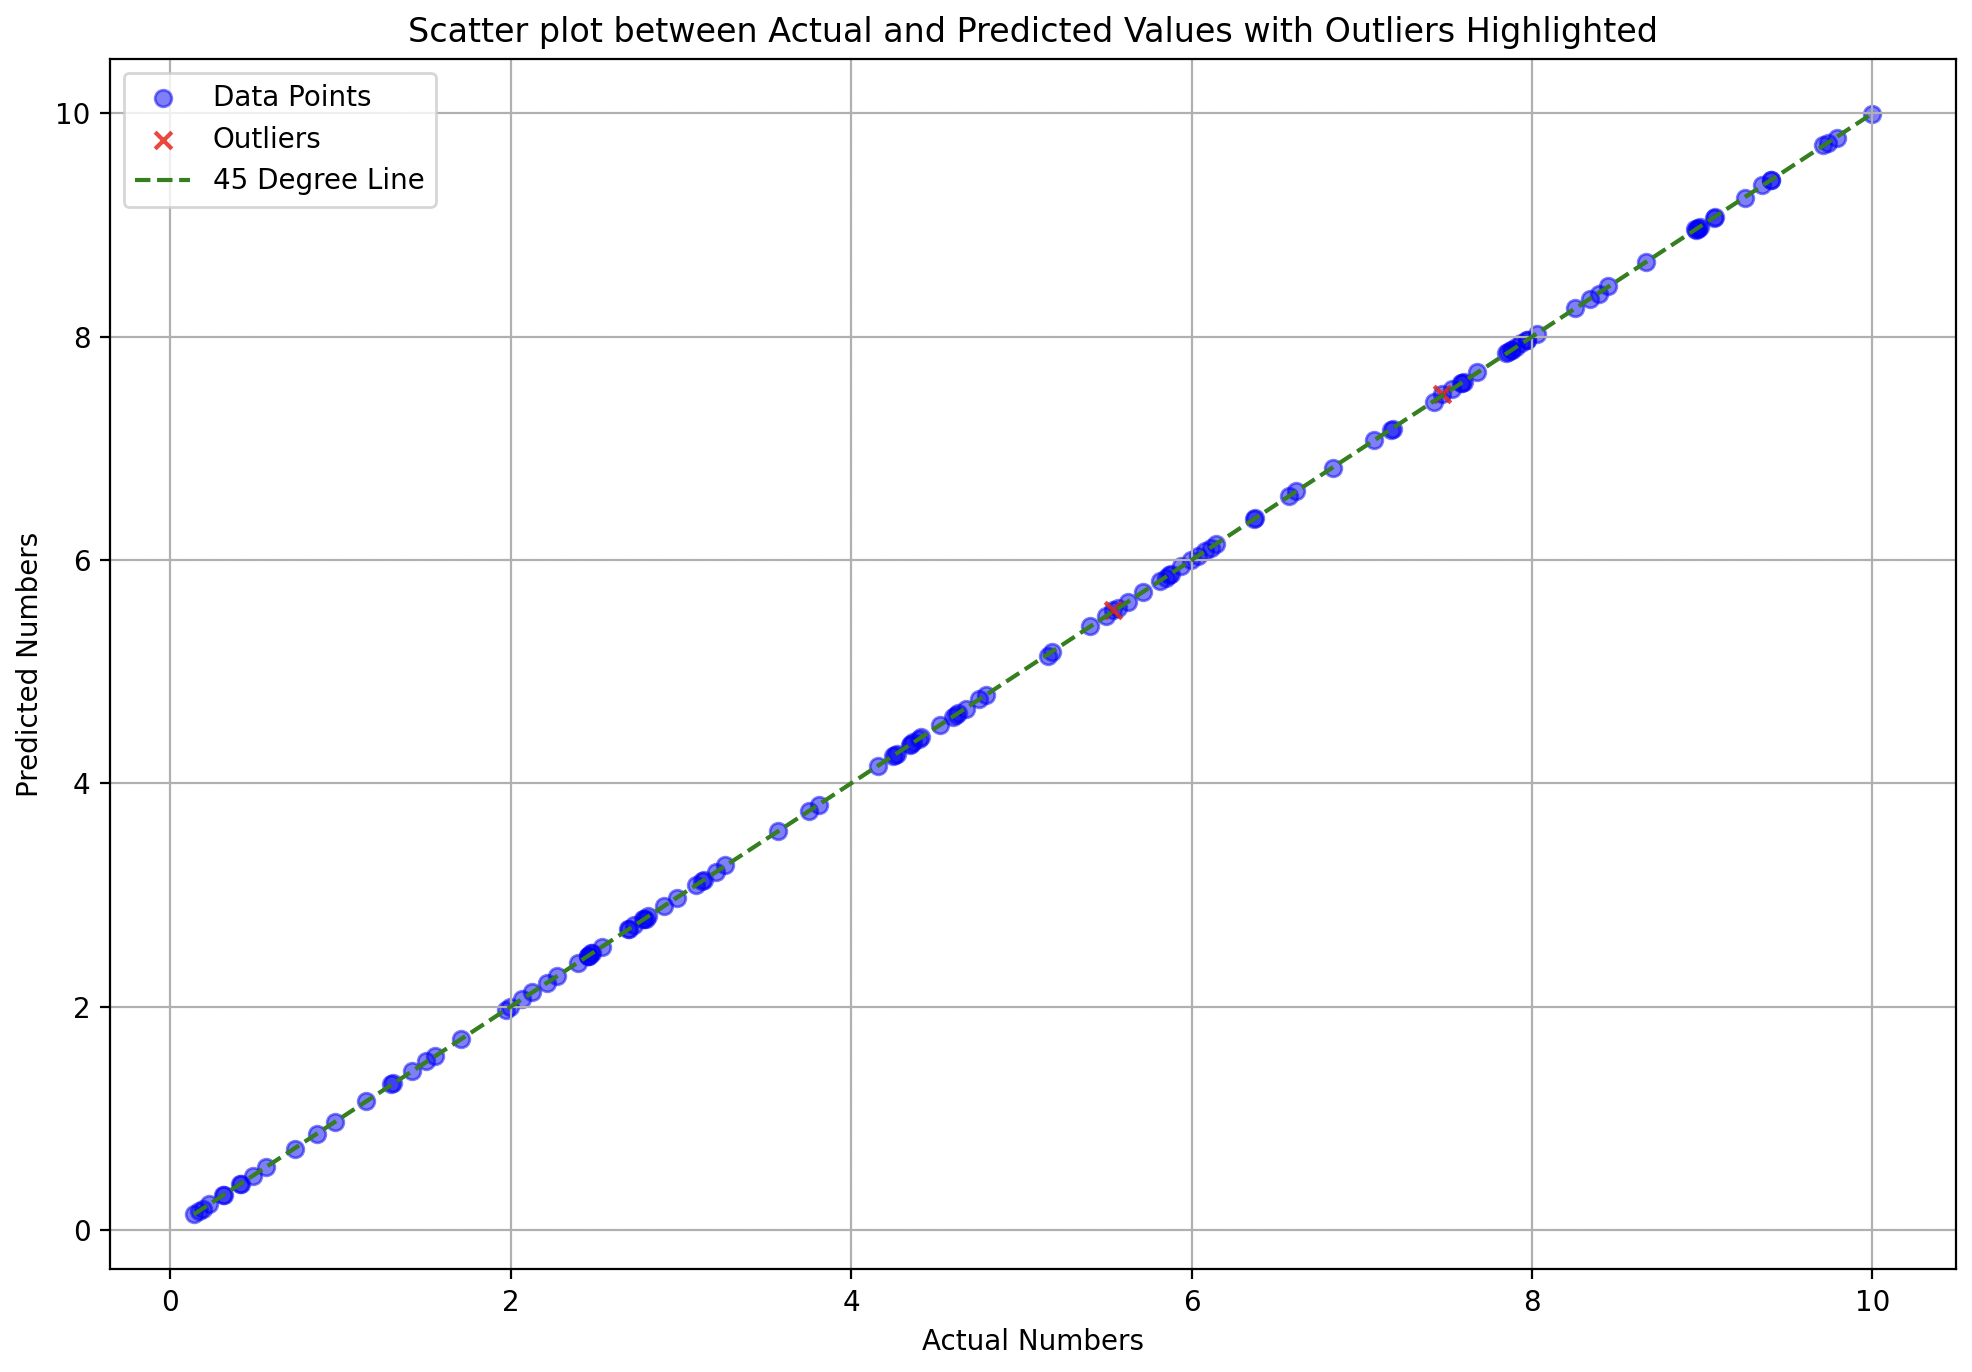 Scatter plot between Actual and Predicted Values with Outliers Highlighted
Data Points
Outliers
45 Degree Line
10
8
6
4
2
0
Predicted Numbers
0 2 4 6 8 10
Actual Numbers